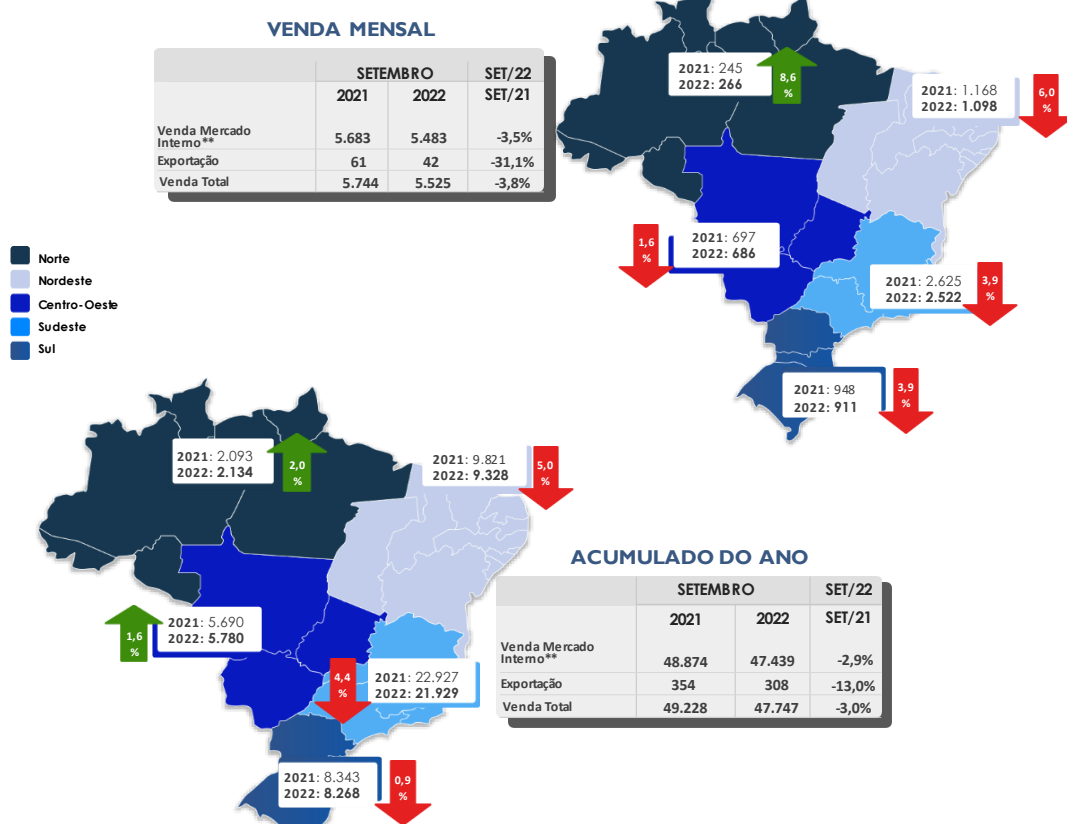 VENDA MENSAL
SETEMBRO SET/22
2021 2022 SET/21
Venda Mercado
Interno** 5.683 5.483 -3,5%
Exportação 61 42 -31,1%
Venda Total 5.744 5.525 -3,8%
2021: 245
2022: 266
8,6
%
2021: 1.168
2022: 1.098
6,0
%
2021: 697
2022: 686
1,6
%
2021: 2.625
2022: 2.522
3,9
%
2021: 948
2022: 911
3,9
%
Norte
Nordeste
Centro-Oeste
Sudeste
Sul
2021: 2.093
2022: 2.134
2,0
%
2021: 9.821
2022: 9.328
5,0
%
2021: 5.690
2022: 5.780
1,6
%
2021: 22.927
2022: 21.929
4,4
%
2021: 8.343
2022: 8.268
0,9
%
ACUMULADO DO ANO
SETEMBRO SET/22
2021 2022 SET/21
Venda Mercado
Interno** 48.874 47.439 -2,9%
Exportação 354 308 -13,0%
Venda Total 49.228 47.747 -3,0%